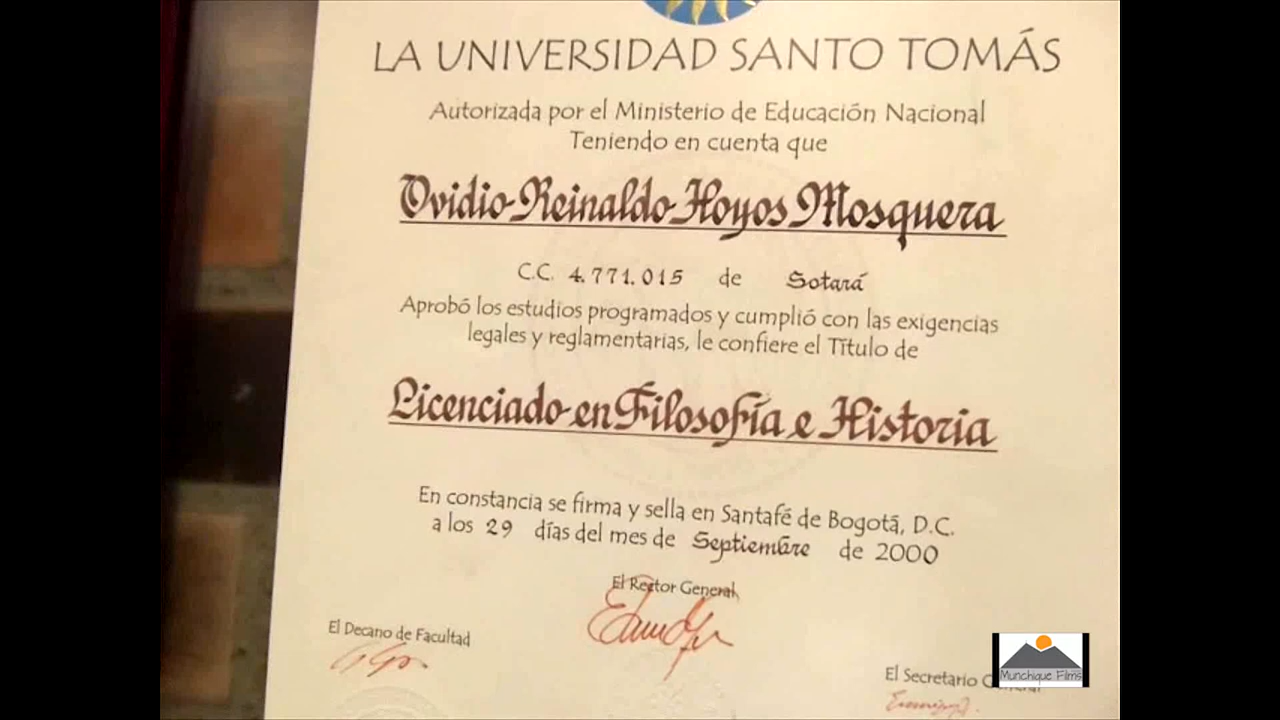 LA UNIVERSIDAD SANTO TOMÁS
Autorizada por el Ministerio de Educación Nacional
Teniendo en cuenta que
Ovidio Reinaldo Hoyos Mosquera
C.C. 4.771.015 de Sotará
Aprobó los estudios programados y cumplió con las exigencias
legales y reglamentarias, le confiere el Título de
Licenciado en Filosofía e Historia
En constancia se firma y sella en Santafé de Bogotá, D.C.
a los 29 días del mes de Septiembre de 2000
El Rector General
El Decano de Facultad
El Secretario General
Munchique Films